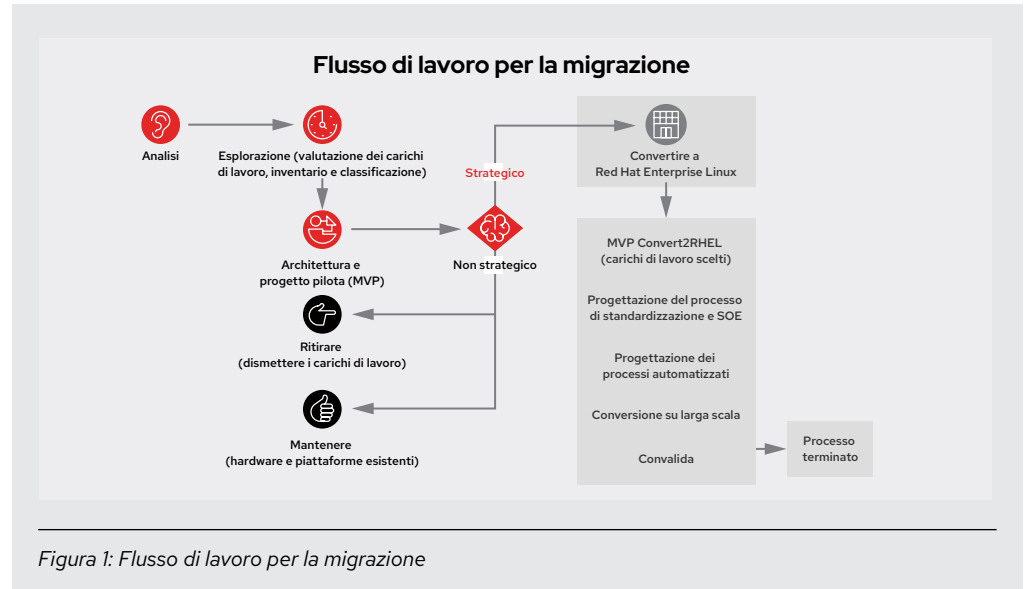 Flusso di lavoro per la migrazione
Analisi
Esplorazione (valutazione dei carichi
di lavoro, inventario e classificazione)
Architettura e
progetto pilota (MVP)
Strategico
Non strategico
Ritirare
(dismettere i carichi di lavoro)
Mantenere
(hardware e piattaforme esistenti)
Convertire a
Red Hat Enterprise Linux
MVP Convert2RHEL
(carichi di lavoro scelti)
Progettazione del processo
di standardizzazione e SOE
Progettazione dei
processi automatizzati
Conversione su larga scala
Convalida
Processo
terminato
Figura 1: Flusso di lavoro per la migrazione